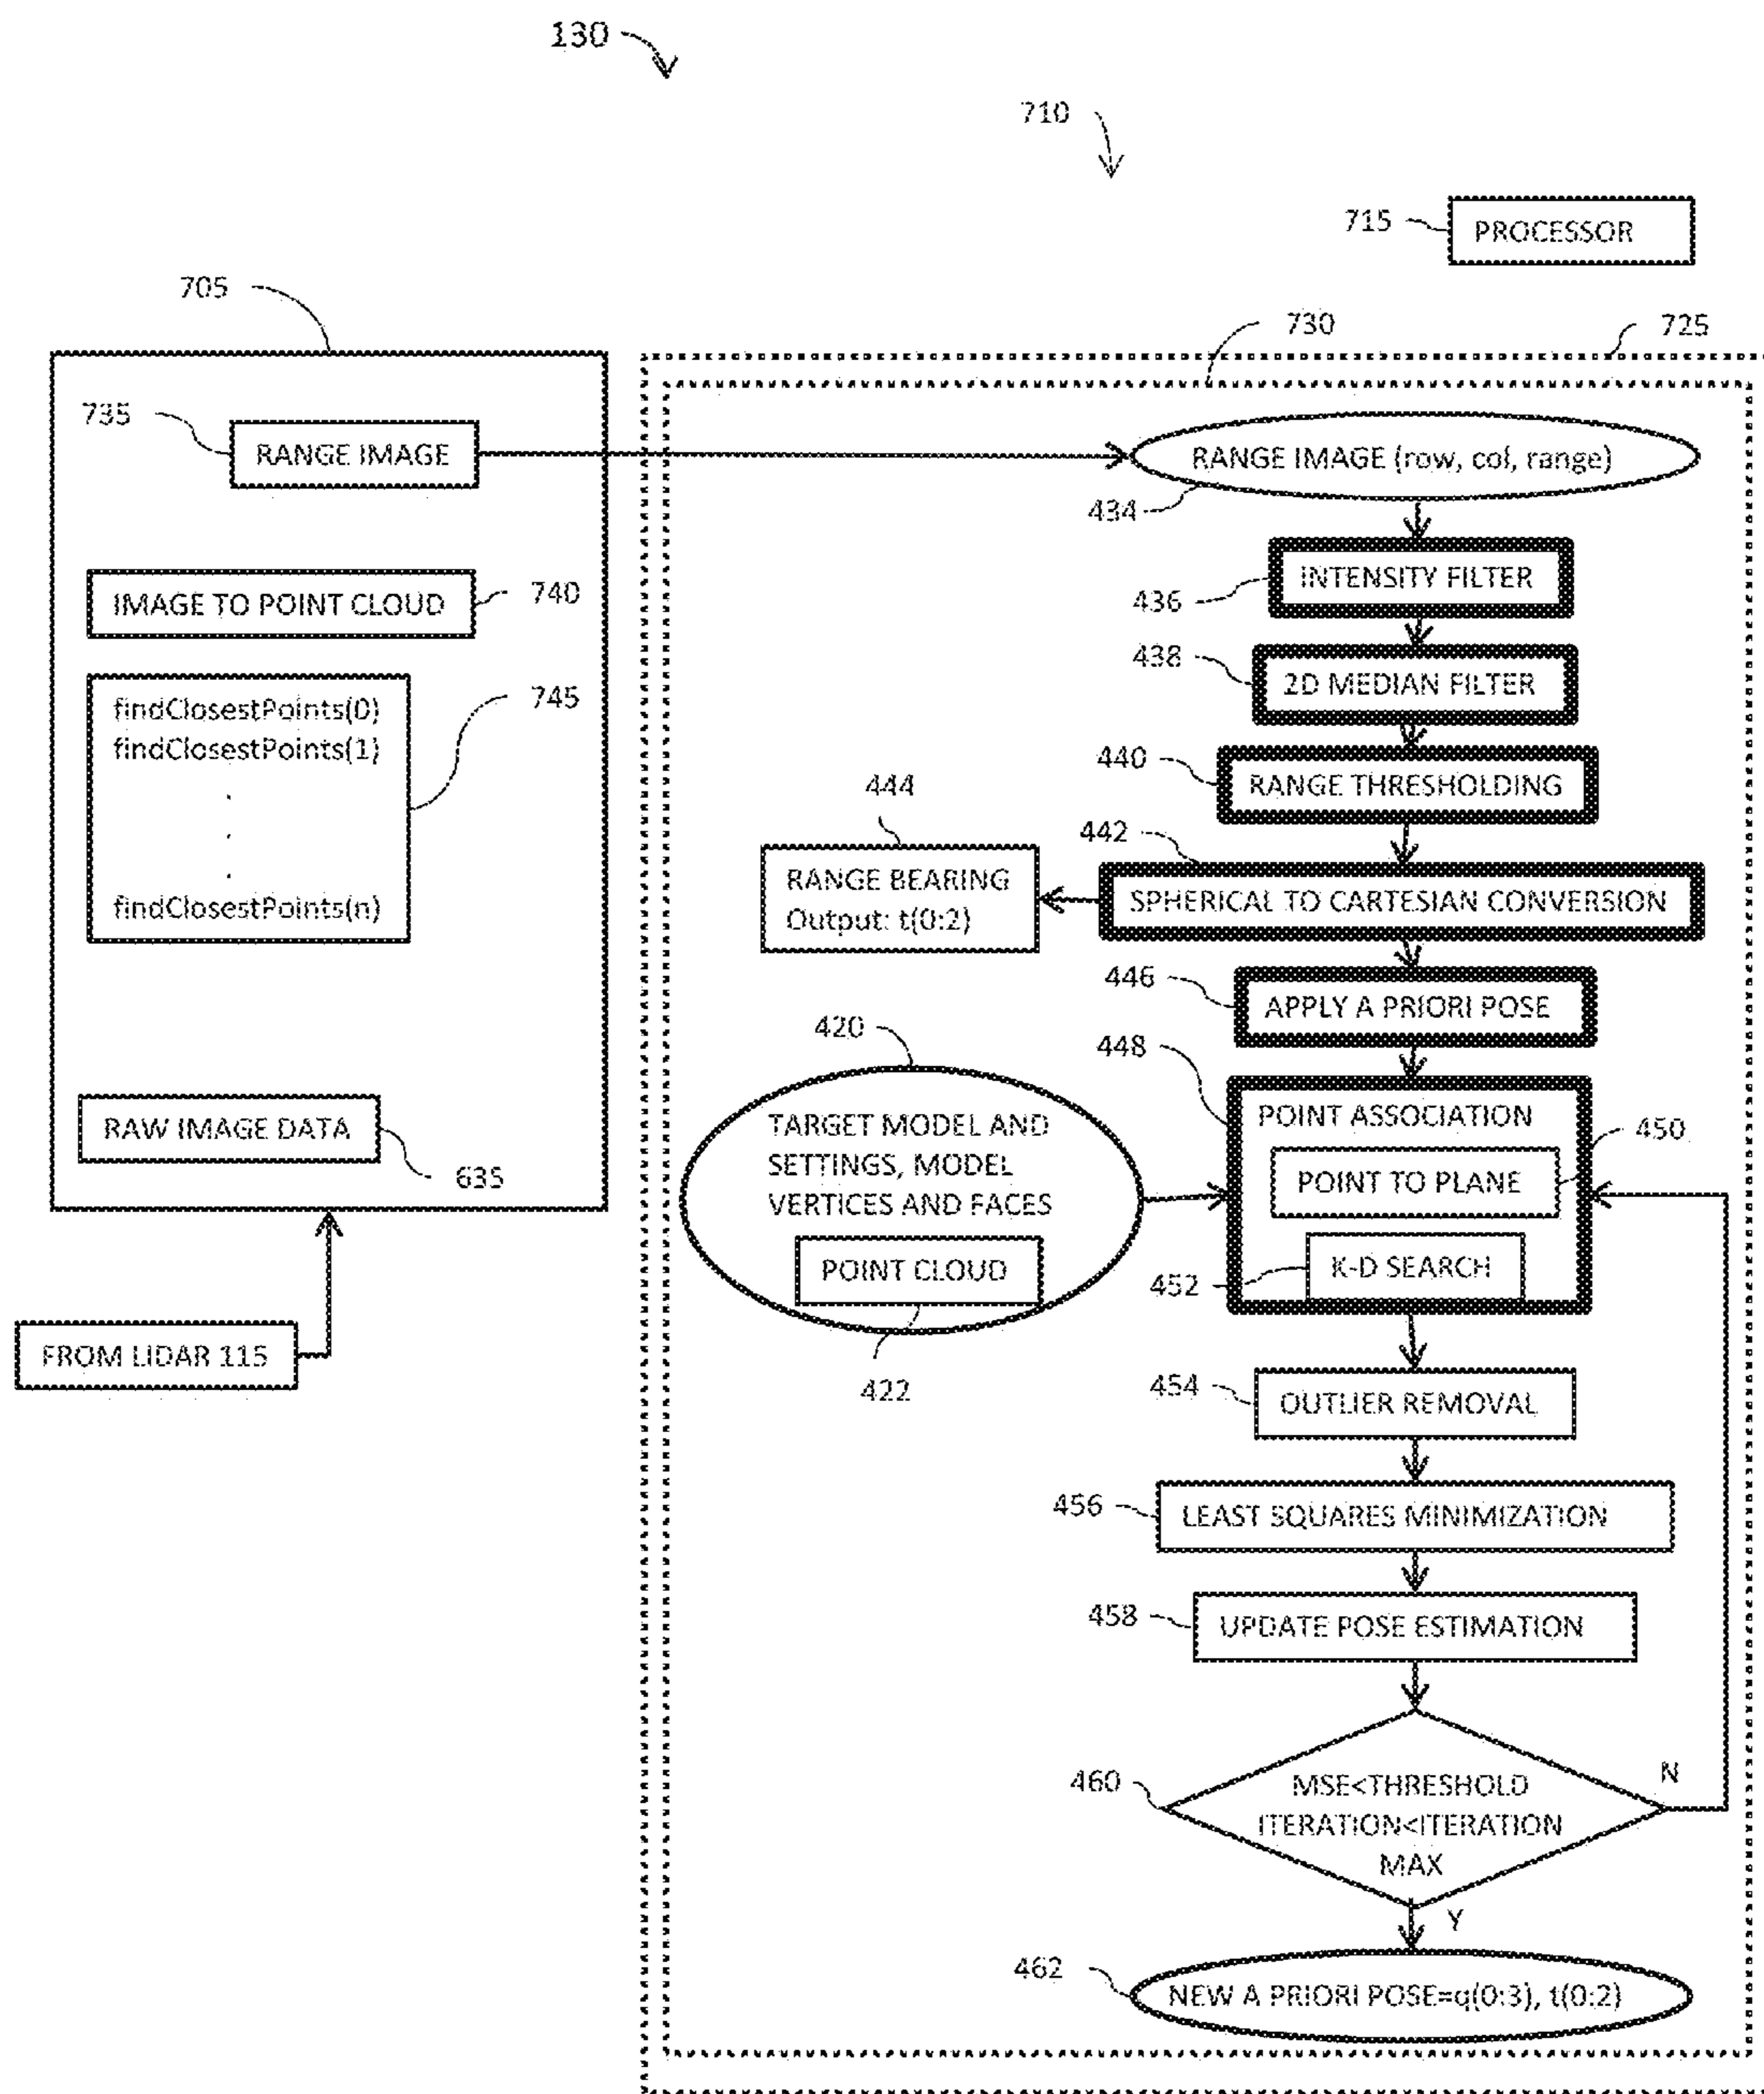 130
710
715
PROCESSOR
705
730
725
735
RANGE IMAGE
RANGE IMAGE (row, col, range)
434
IMAGE TO POINT CLOUD
740
INTENSITY FILTER
436
findClosestPoints(0)
findClosestPoints(1)
.
.
.
findClosestPoints(n)
745
438
2D MEDIAN FILTER
440
RANGE THRESHOLDING
444
RANGE BEARING
Output: t(0:2)
442
SPHERICAL TO CARTESIAN CONVERSION
446
APPLY A PRIORI POSE
420
TARGET MODEL AND
SETTINGS, MODEL
VERTICES AND FACES
POINT CLOUD
422
448
POINT ASSOCIATION
450
POINT TO PLANE
452
K-D SEARCH
RAW IMAGE DATA
635
FROM LIDAR 115
454
OUTLIER REMOVAL
456
LEAST SQUARES MINIMIZATION
458
UPDATE POSE ESTIMATION
460
MSE<THRESHOLD
ITERATION<ITERATION
MAX
N
Y
462
NEW A PRIORI POSE=q(0:3), t(0:2)